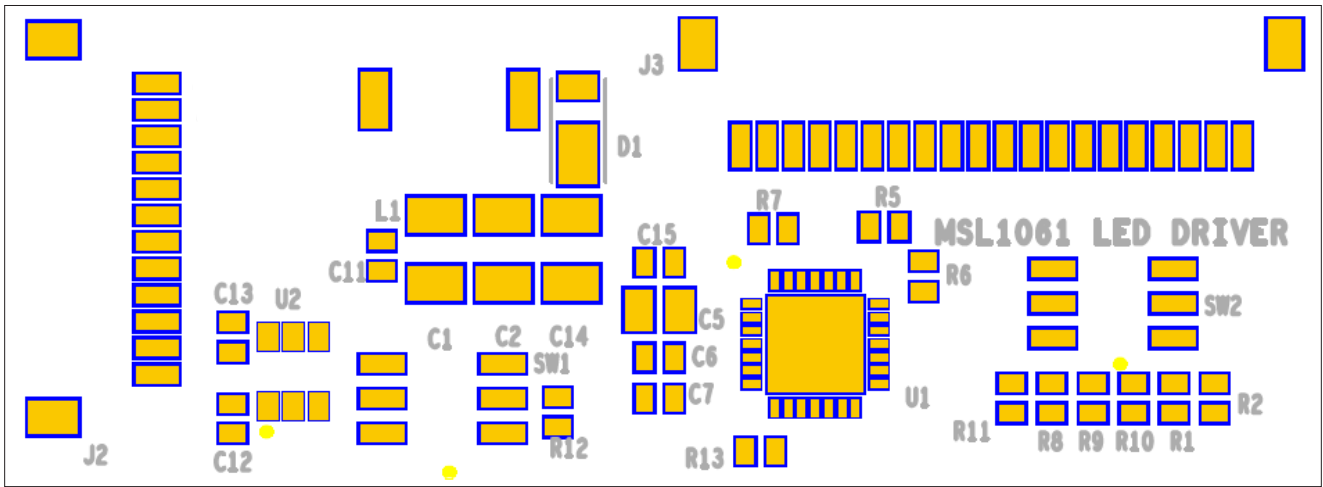 J3
D1
R7
R5
L1
MSL1061 LED DRIVER
C15
C11
R6
C13
U2
SW2
C5
C1
C2
C14
C6
SW1
C7
U1
R2
R11
R8
R9
R10
R1
R12
J2
C12
R13